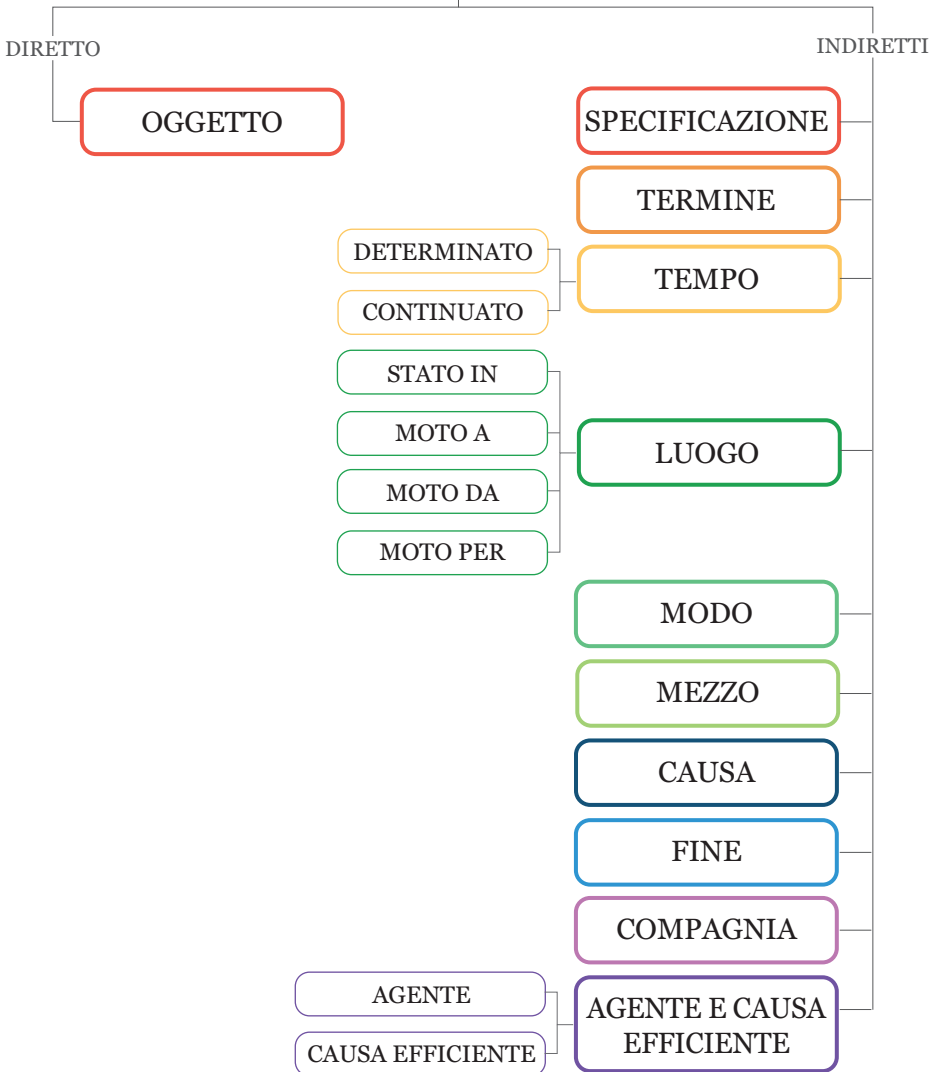 DIRETTO
INDIRETTI
OGGETTO
SPECIFICAZIONE
TERMINE
DETERMINATO
TEMPO
CONTINUATO
STATO IN
MOTO A
LUOGO
MOTO DA
MOTO PER
MODO
MEZZO
CAUSA
FINE
COMPAGNIA
AGENTE
AGENTE E CAUSA
EFFICIENTE
CAUSA EFFICIENTE